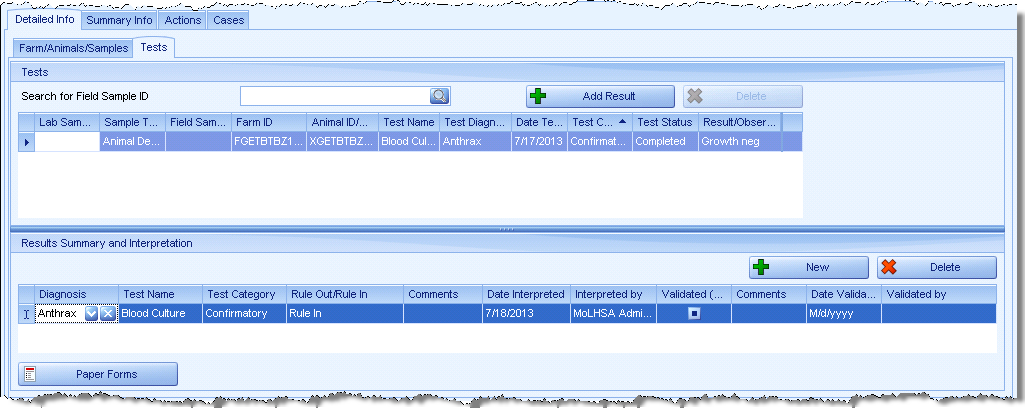 Detailed Info Summary Info Actions Cases
Farm/Animals/Samples Tests
Tests
Search for Field Sample ID Add Result Delete
Lab Sam... Sample T... Field Sam... Farm ID Animal ID/... Test Name Test Diagn... Date Te... Test C... Test Status Result/Obser...
Animal De... FGETBTBZ1... XGETBTBZ... Blood Cul... Anthrax 7/17/2013 Confirmat... Completed Growth neg
Results Summary and Interpretation
New Delete
Diagnosis Test Name Test Category Rule Out/Rule In Comments Date Interpreted Interpreted by Validated (... Comments Date Valida... Validated by
Anthrax Blood Culture Confirmatory Rule In 7/18/2013 MoLHSA Admi... M/d/yyyy
Paper Forms